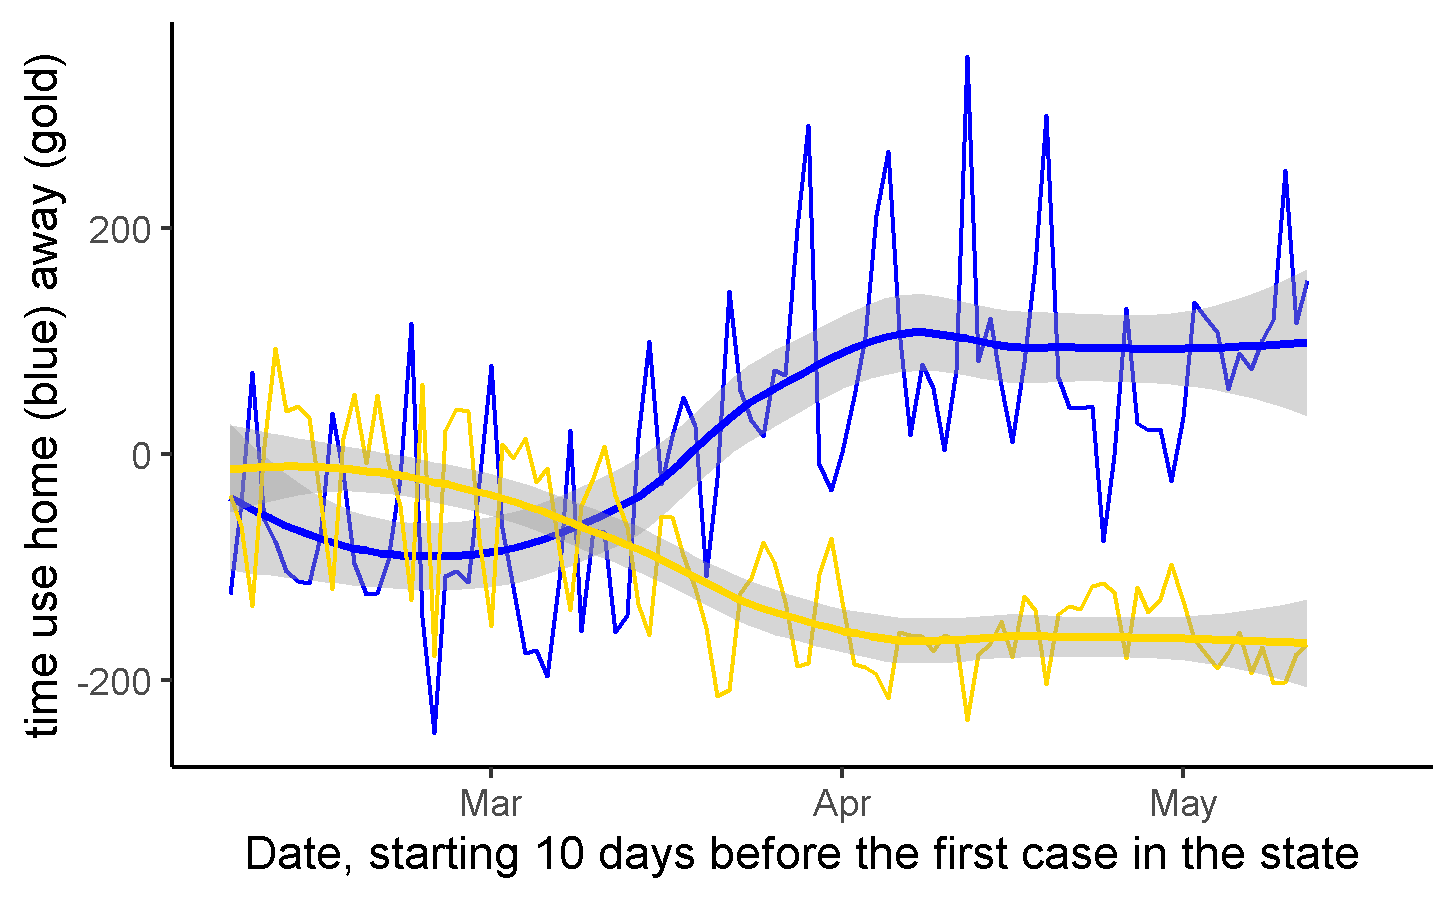 time use home (blue) away (gold)
200
0
-200
Mar Apr May
Date, starting 10 days before the first case in the state